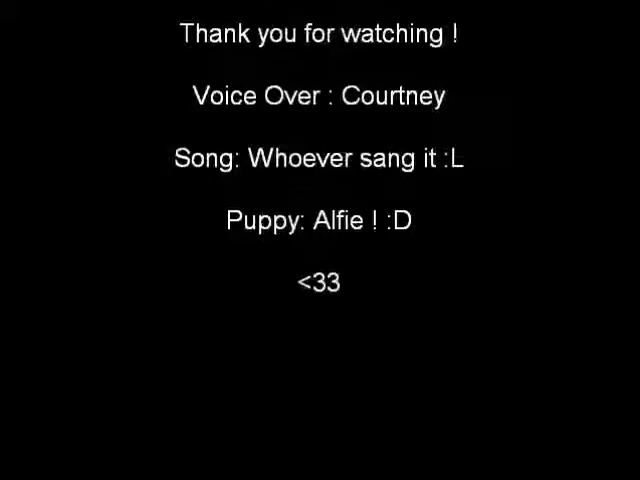 Thank you for watching !
Voice Over : Courtney
Song: Whoever sang it :L
Puppy: Alfie ! :D
<33